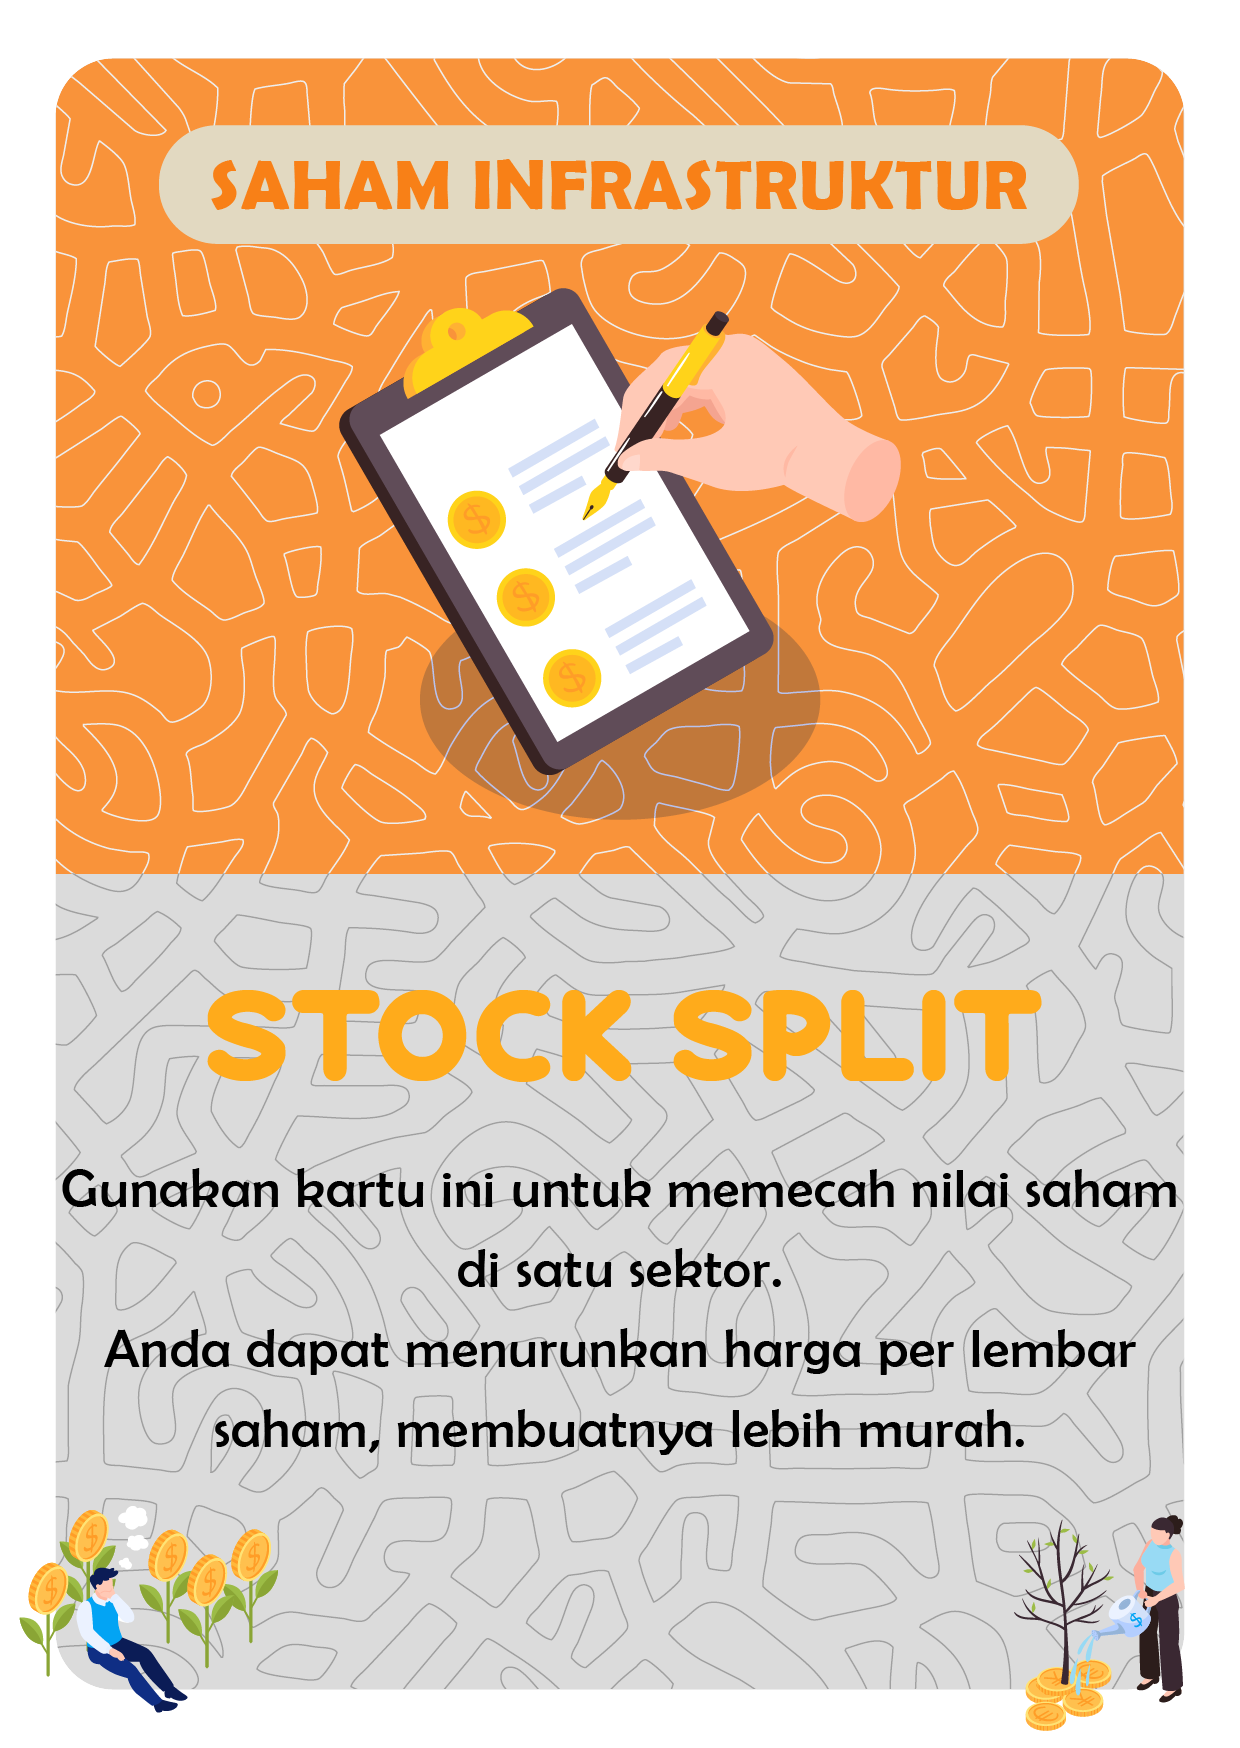 SAHAM INFRASTRUKTUR
STOCK SPLIT
Gunakan kartu ini untuk memecah nilai saham
di satu sektor.
Anda dapat menurunkan harga per lembar
saham, membuatnya lebih murah.